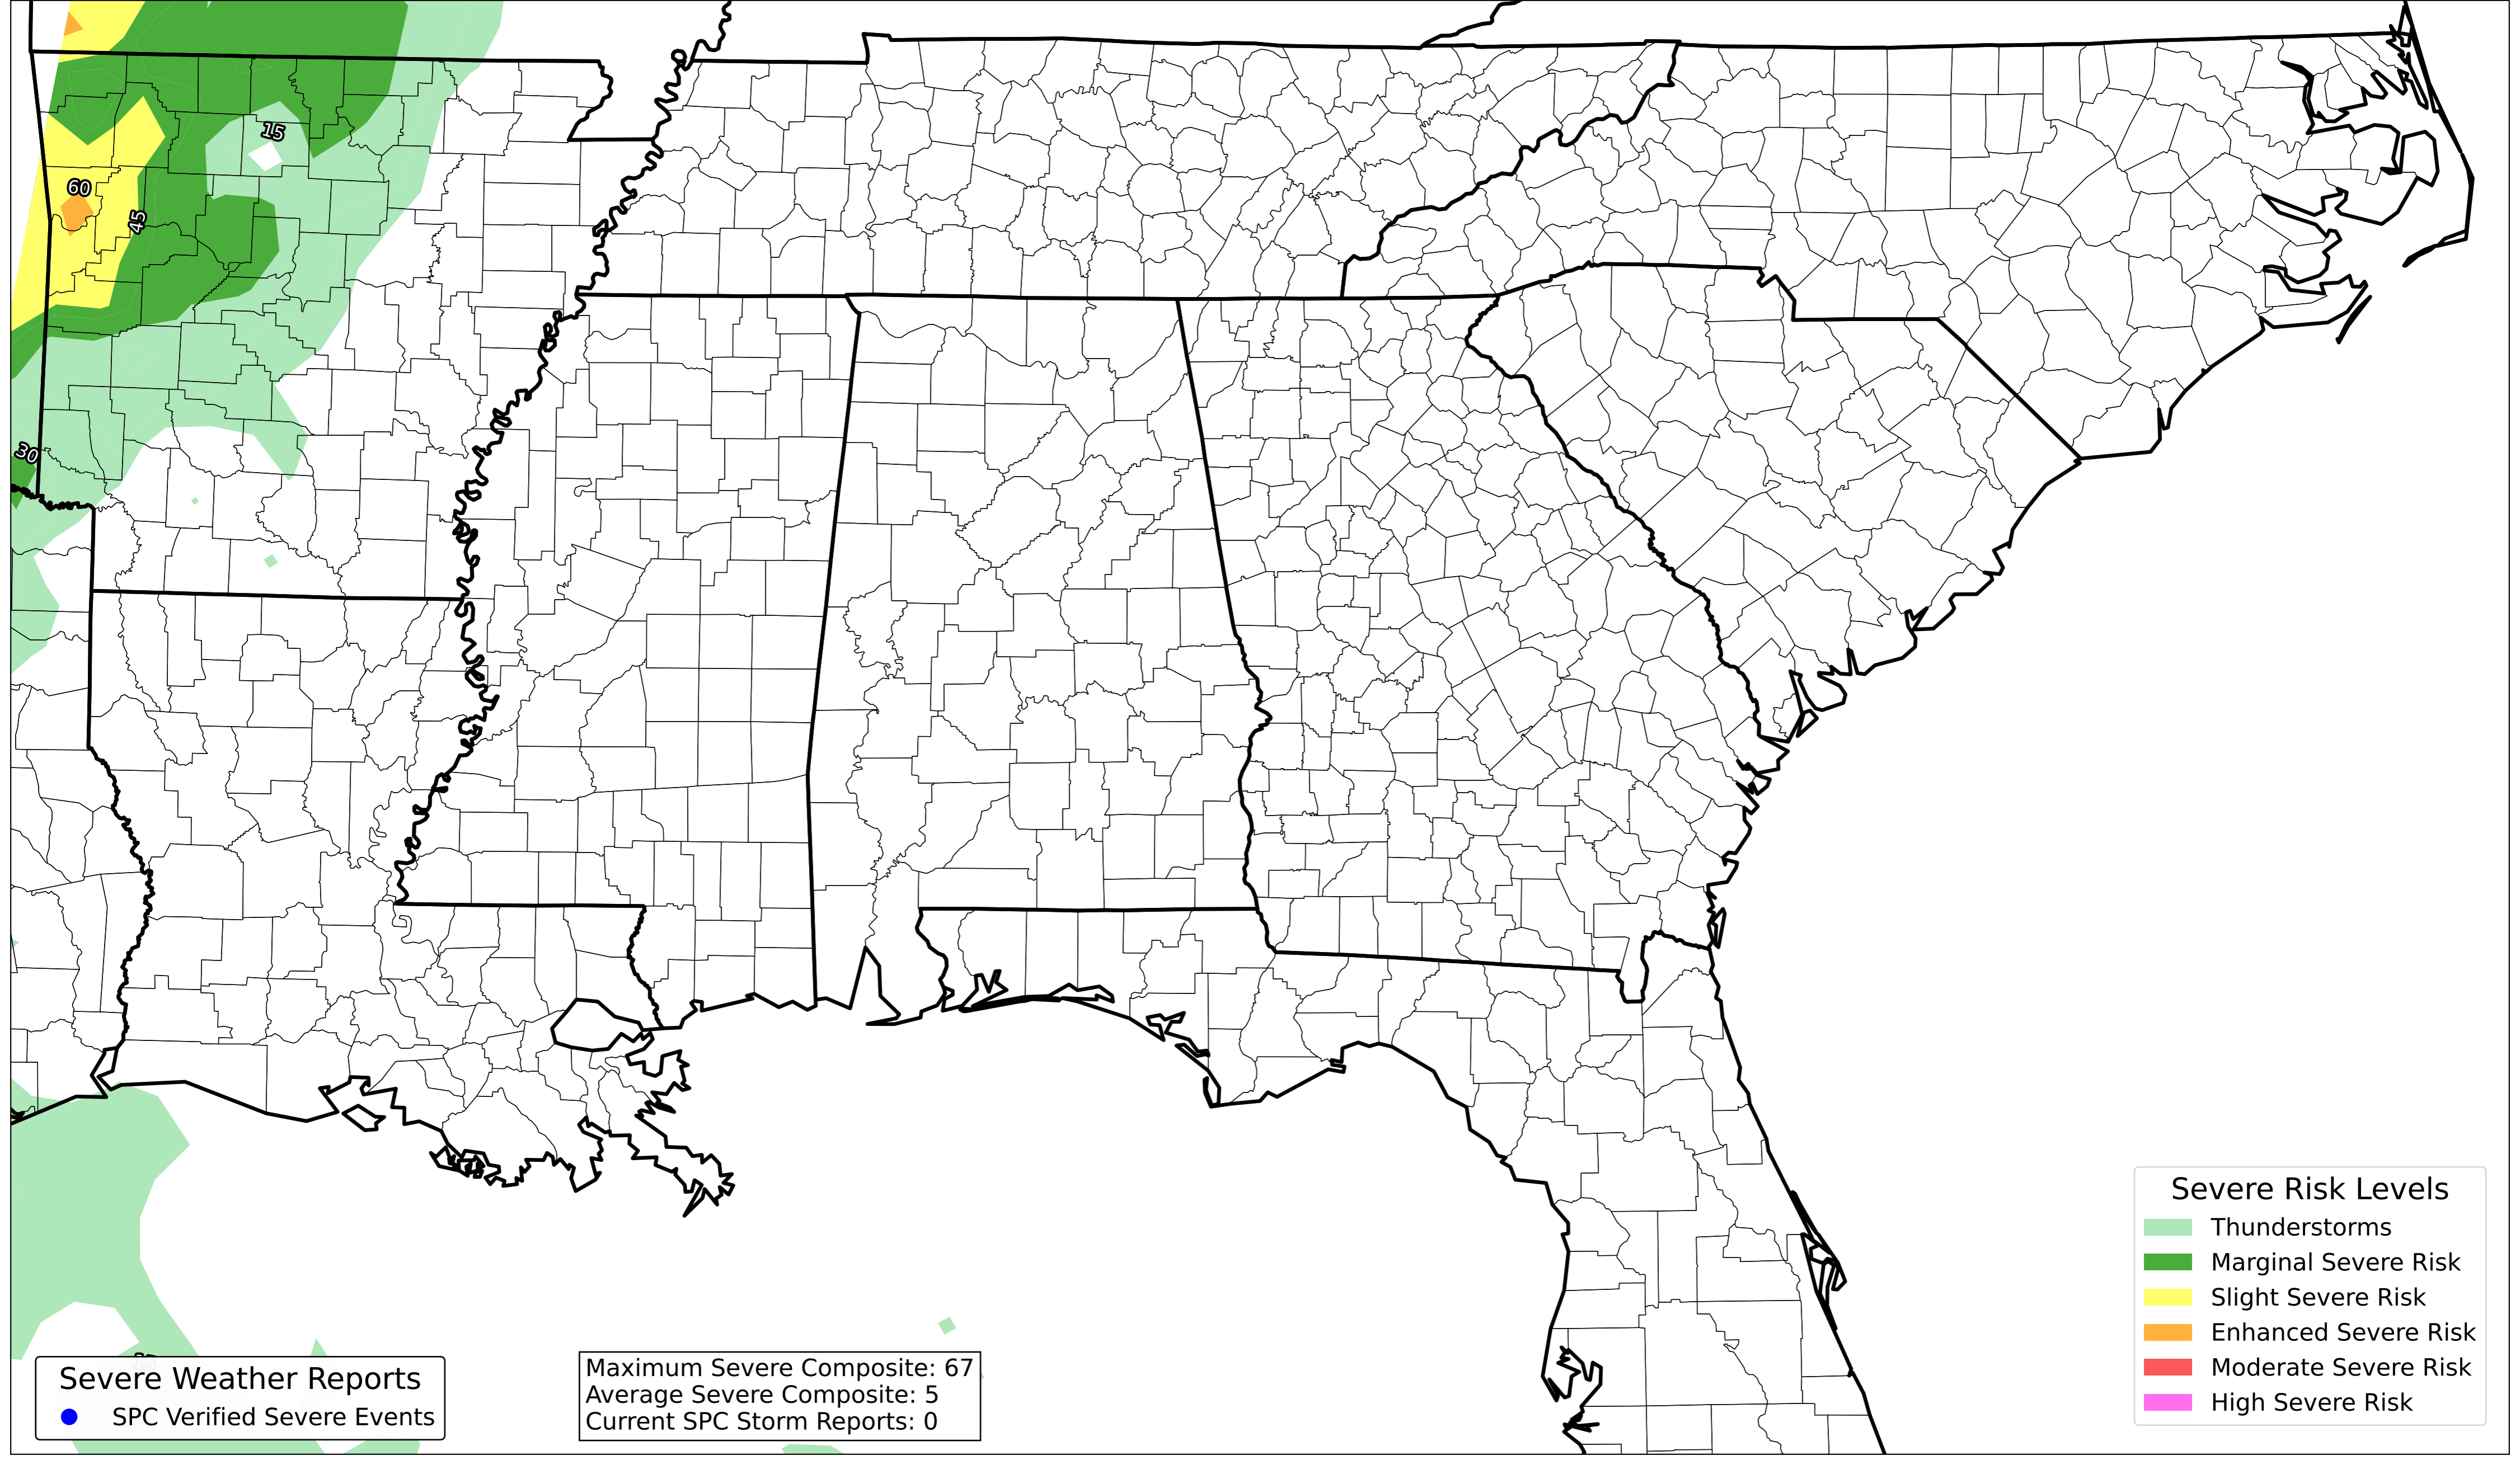 15
60
45
30
Severe Weather Reports
SPC Verified Severe Events
Maximum Severe Composite: 67
Average Severe Composite: 5
Current SPC Storm Reports: 0
Severe Risk Levels
Thunderstorms
Marginal Severe Risk
Slight Severe Risk
Enhanced Severe Risk
Moderate Severe Risk
High Severe Risk